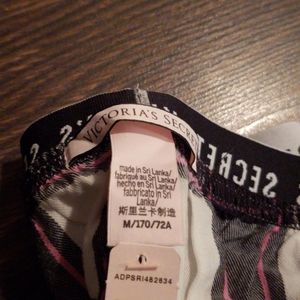 VICTORIA'S SECRET
SECRET
made in Sri Lanka/
fabriqué au Sri Lanka/
hecho en Sri Lanka/
fabbricato in Sri
Lanka/
斯里兰卡制造
M/170/72A
ADPSRI482834